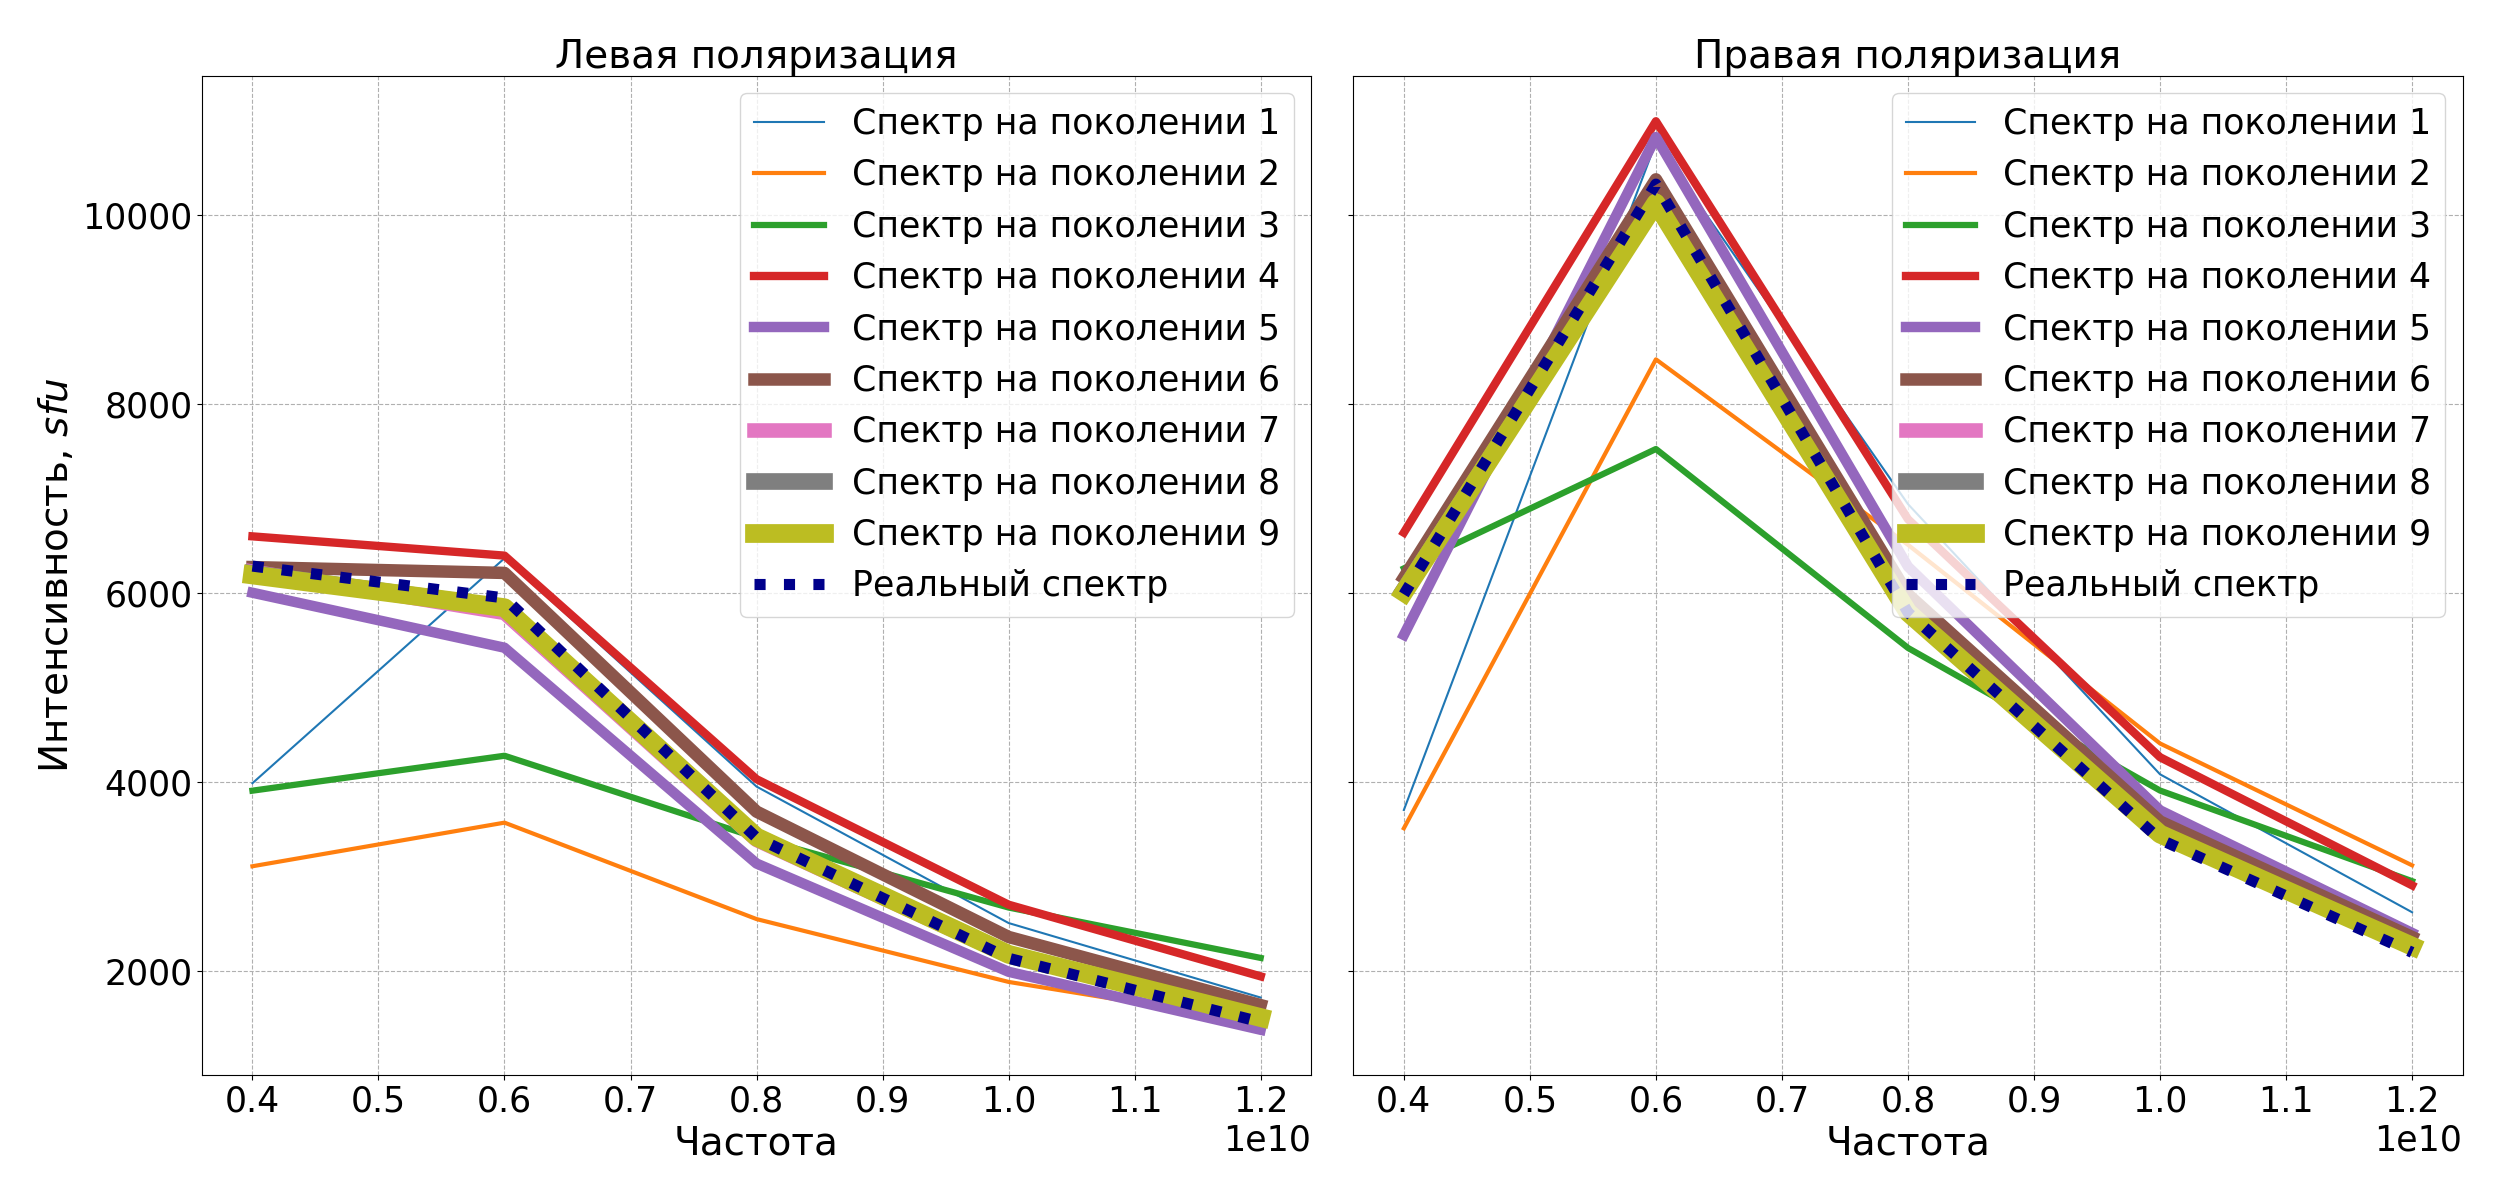 Левая поляризация
Интенсивность, sfu
10000
8000
6000
4000
2000
Спектр на поколении 1
Спектр на поколении 2
Спектр на поколении 3
Спектр на поколении 4
Спектр на поколении 5
Спектр на поколении 6
Спектр на поколении 7
Спектр на поколении 8
Спектр на поколении 9
Реальный спектр
0.4 0.5 0.6 0.7 0.8 0.9 1.0 1.1 1.2
1e10
Частота
Правая поляризация
Спектр на поколении 1
Спектр на поколении 2
Спектр на поколении 3
Спектр на поколении 4
Спектр на поколении 5
Спектр на поколении 6
Спектр на поколении 7
Спектр на поколении 8
Спектр на поколении 9
Реальный спектр
0.4 0.5 0.6 0.7 0.8 0.9 1.0 1.1 1.2
1e10
Частота